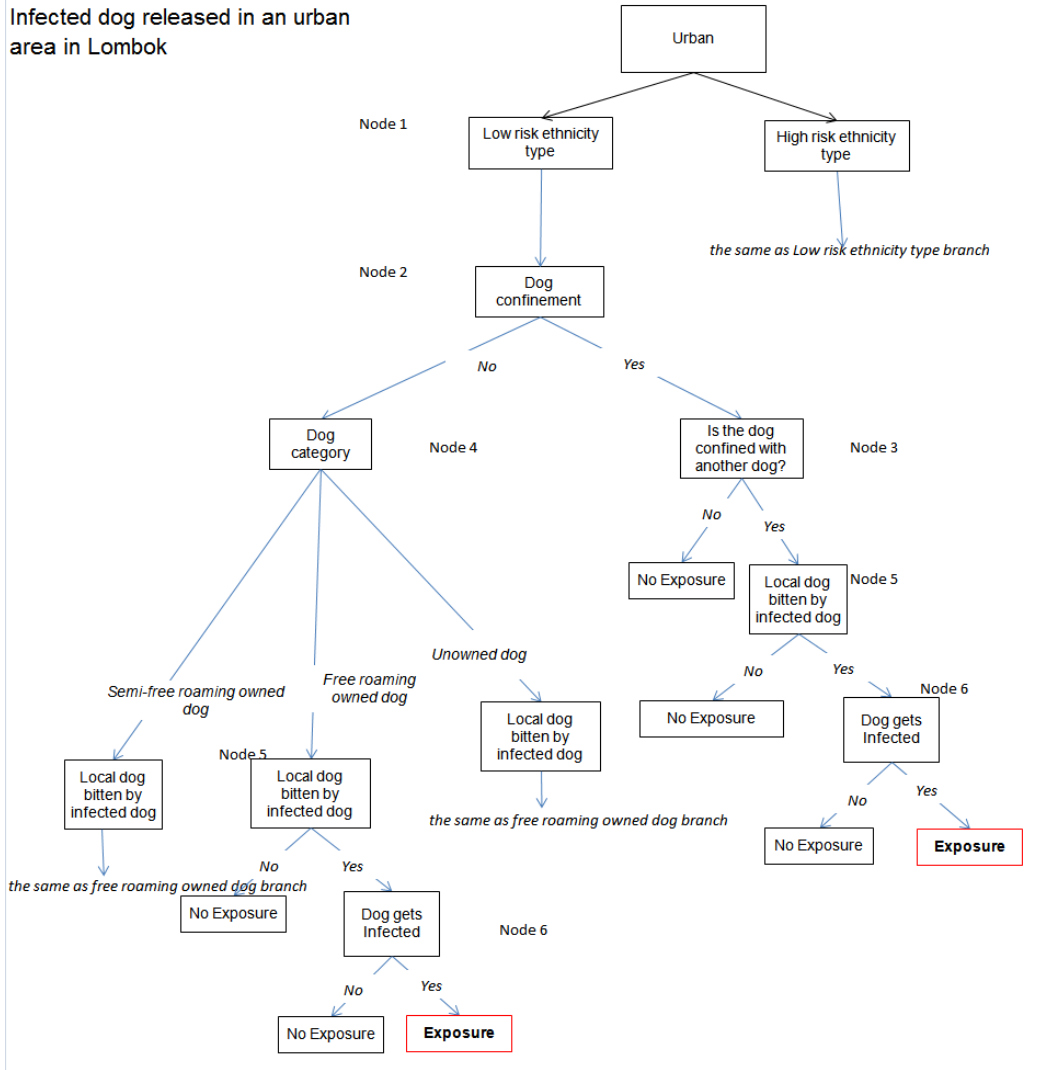 Infected dog released in an urban
area in Lombok
Urban
Node 1
Low risk ethnicity
type
High risk ethnicity
type
the same as Low risk ethnicity type branch
Node 2
Dog
confinement
No
Yes
Dog
category
Node 4
Is the dog
confined with
another dog?
Node 3
No
Yes
No Exposure
Local dog
bitten by
infected dog
Node 5
No
Yes
Node 6
No Exposure
Dog gets
Infected
No
Yes
No Exposure
Exposure
Semi-free roaming owned
dog
Free roaming
owned dog
Unowned dog
Local dog
bitten by
infected dog
the same as free roaming owned dog branch
Node 5
Local dog
bitten by
infected dog
Local dog
bitten by
infected dog
the same as free roaming owned dog branch
No
Yes
No Exposure
Dog gets
Infected
Node 6
No
Yes
No Exposure
Exposure